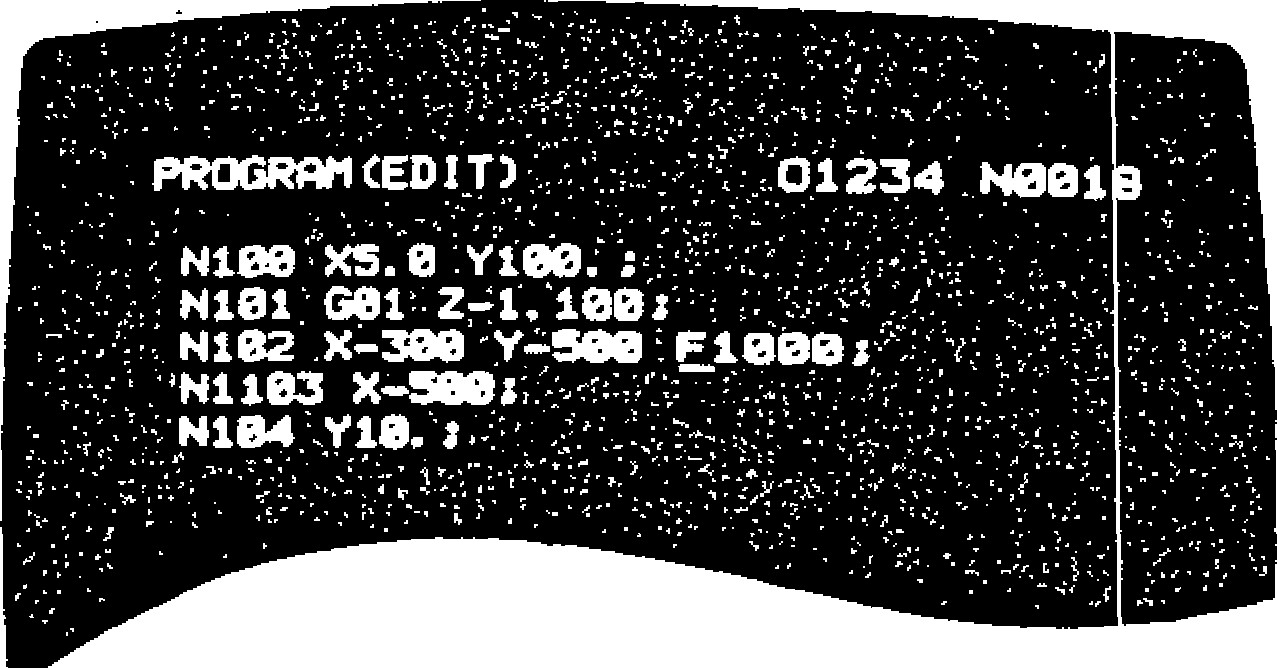 PROGRAM(EDIT) O1234 N0018
N100 X5.0 Y100.;
N101 G01 Z-1.100;
N102 X-300 Y-500 F1000;
N1103 X-500;
N104 Y10.;